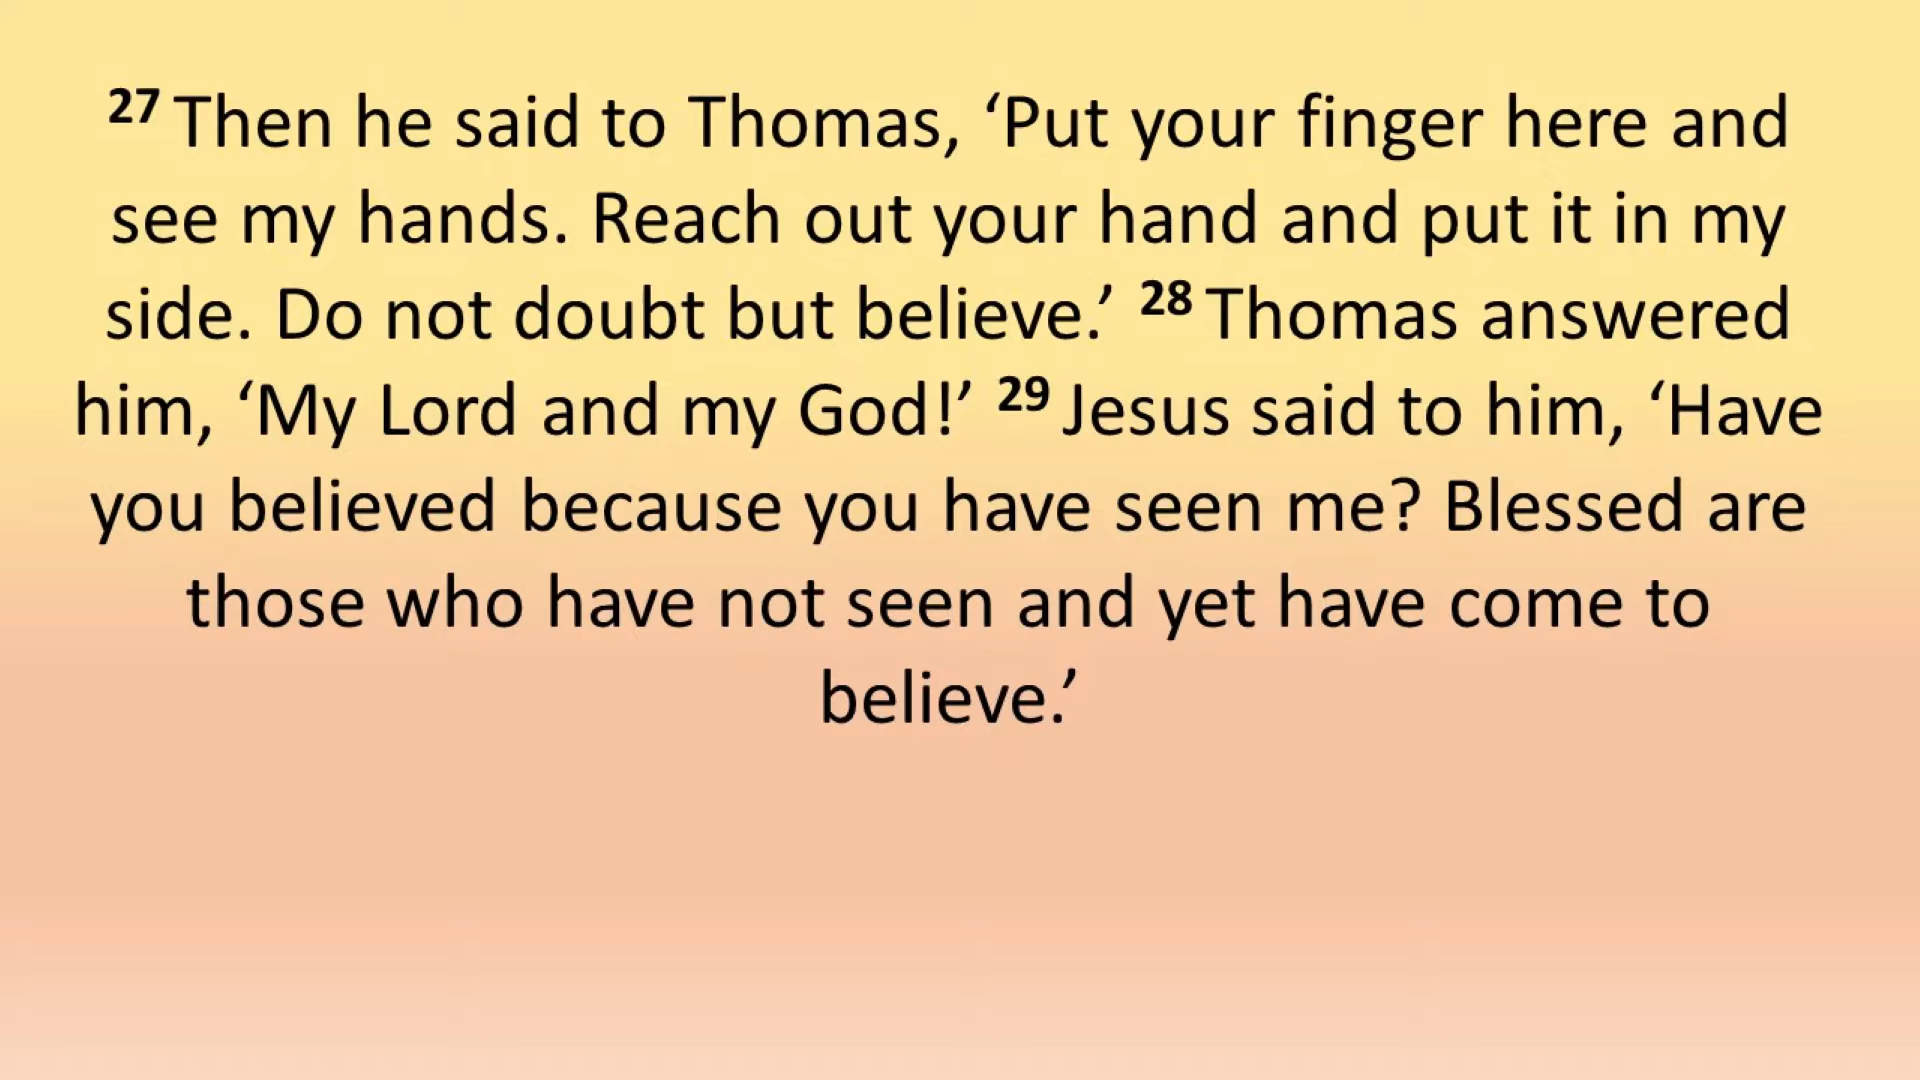 27 Then he said to Thomas, ‘Put your finger here and
see my hands. Reach out your hand and put it in my
side. Do not doubt but believe.’ 28 Thomas answered
him, ‘My Lord and my God!’ 29 Jesus said to him, ‘Have
you believed because you have seen me? Blessed are
those who have not seen and yet have come to
believe.’